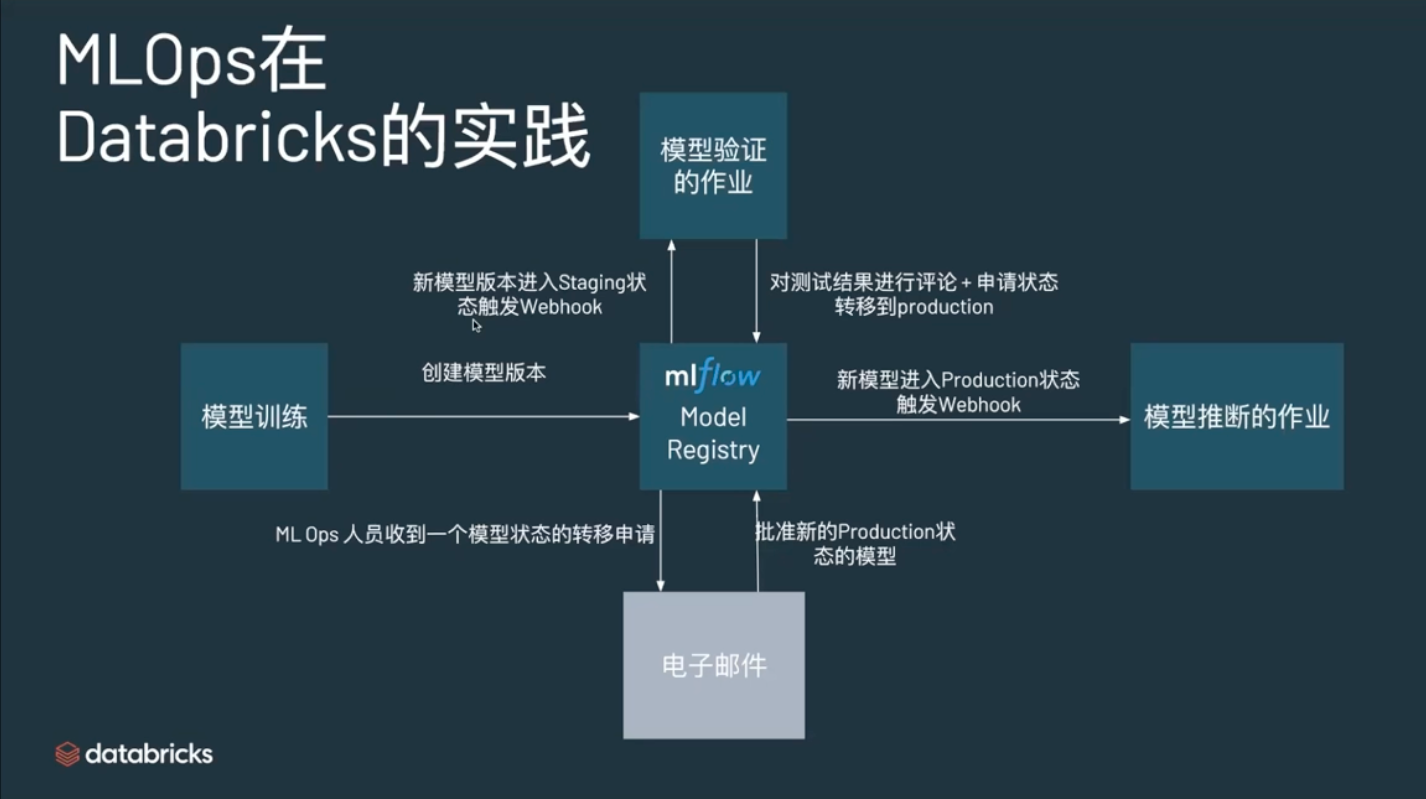 MLOps在
Databricks的实践
模型验证
的作业
新模型版本进入Staging状
态触发Webhook
对测试结果进行评论 + 申请状态
转移到production
创建模型版本
模型训练
mlflow
Model
Registry
新模型进入Production状态
触发Webhook
模型推断的作业
ML Ops 人员收到一个模型状态的转移申请
批准新的Production状
态的模型
电子邮件
databricks